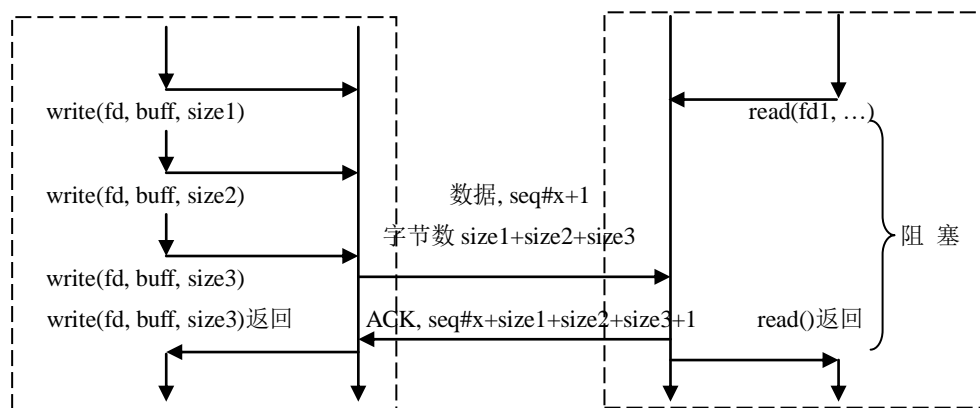 write(fd, buff, size1)
read(fd1, …)
write(fd, buff, size2)
数据, seq#x+1
字节数 size1+size2+size3
阻 塞
write(fd, buff, size3)
write(fd, buff, size3)返回
ACK, seq#x+size1+size2+size3+1
read()返回